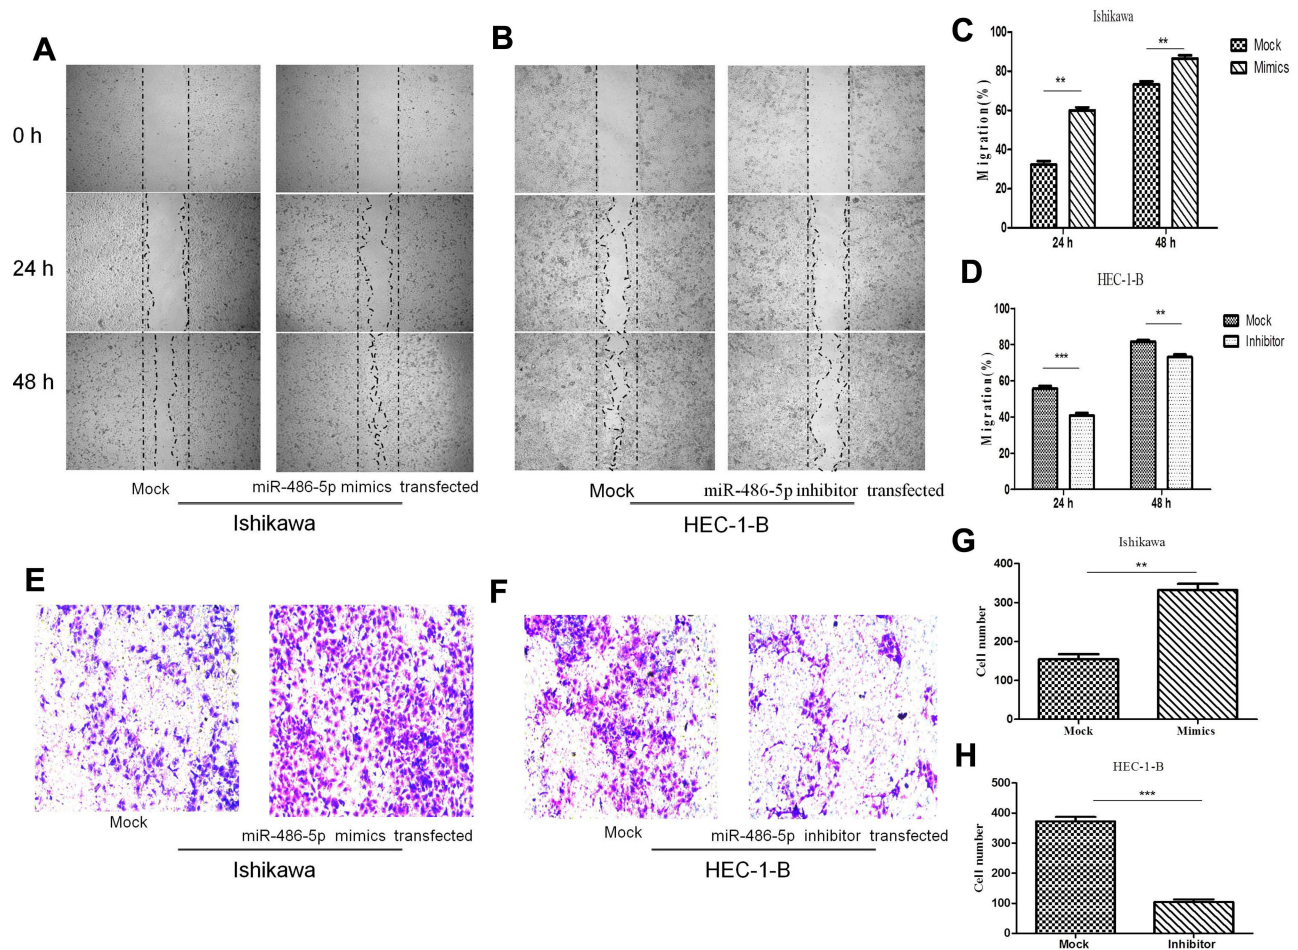 A
0 h
24 h
48 h
Mock
miR-486-5p mimics transfected
Ishikawa
B
Mock
miR-486-5p inhibitor transfected
HEC-1-B
C
Ishikawa
Migration(%)
100
80
60
40
20
0
**
**
24 h
48 h
Mock
Mimics
D
HEC-1-B
Migration(%)
100
80
60
40
20
0
***
**
24 h
48 h
Mock
Inhibitor
E
Mock
miR-486-5p mimics transfected
Ishikawa
F
Mock
miR-486-5p inhibitor transfected
HEC-1-B
G
Ishikawa
Cell number
400
300
200
100
0
**
Mock
Mimics
H
HEC-1-B
Cell number
500
400
300
200
100
0
***
Mock
Inhibitor